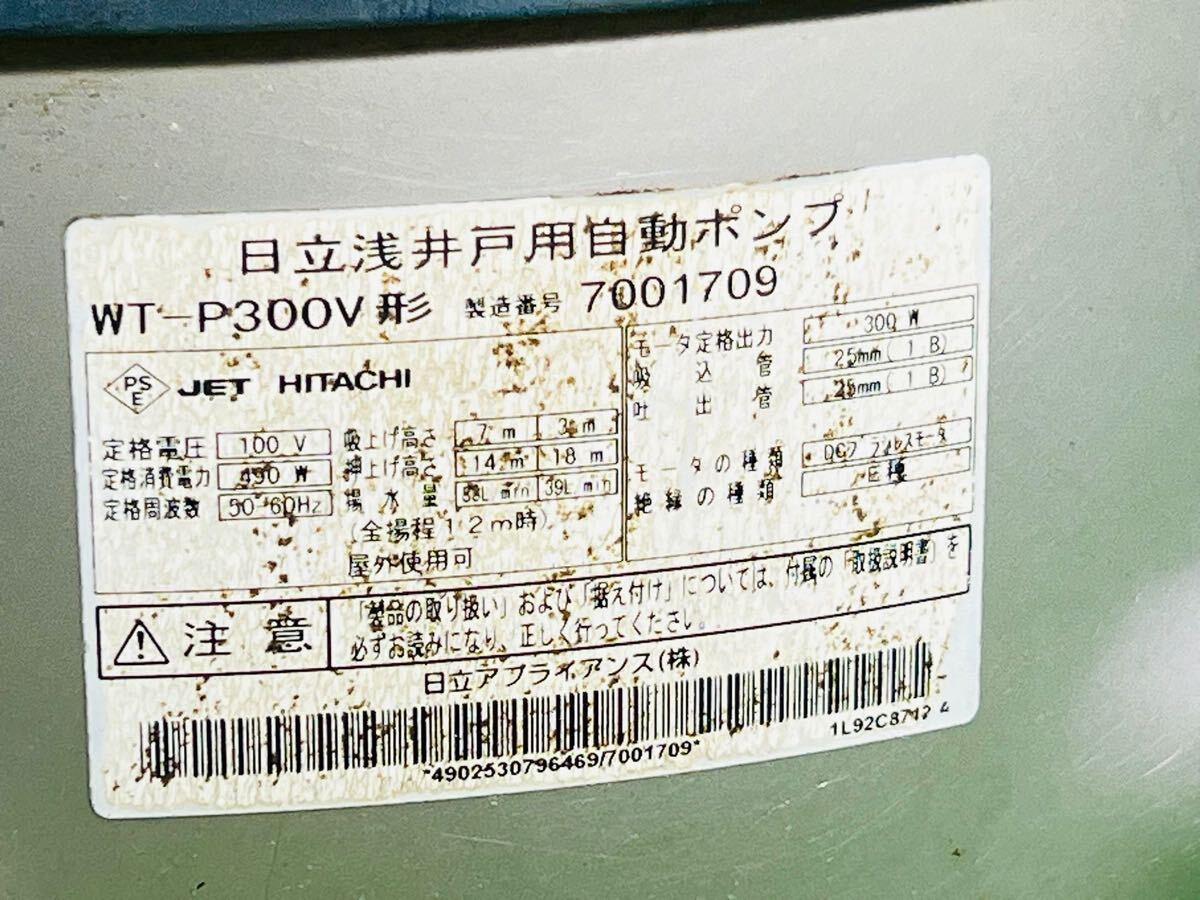 日立浅井戸用自動ポンプ
WT-P300V形 製造番号 7001709
PS E JET HITACHI
定格電圧 100 V
定格消費電力 490 W
定格周波数 50 60Hz
吸上げ高さ 7 m 3 m
押上げ高さ 14 m 18 m
揚水量 39L min
(全揚程12m時)
屋外使用可
モータ定格出力 300 W
吸込管 25mm(1B)
吐出管 25mm(1B)
モータの種類
絶縁の種類 E種
注意
「製品の取り扱い」および「据え付け」については、付属の「取扱説明書」を
必ずお読みになり、正しく行ってください。
日立アプライアンス(株)
*4902530796469/7001709*